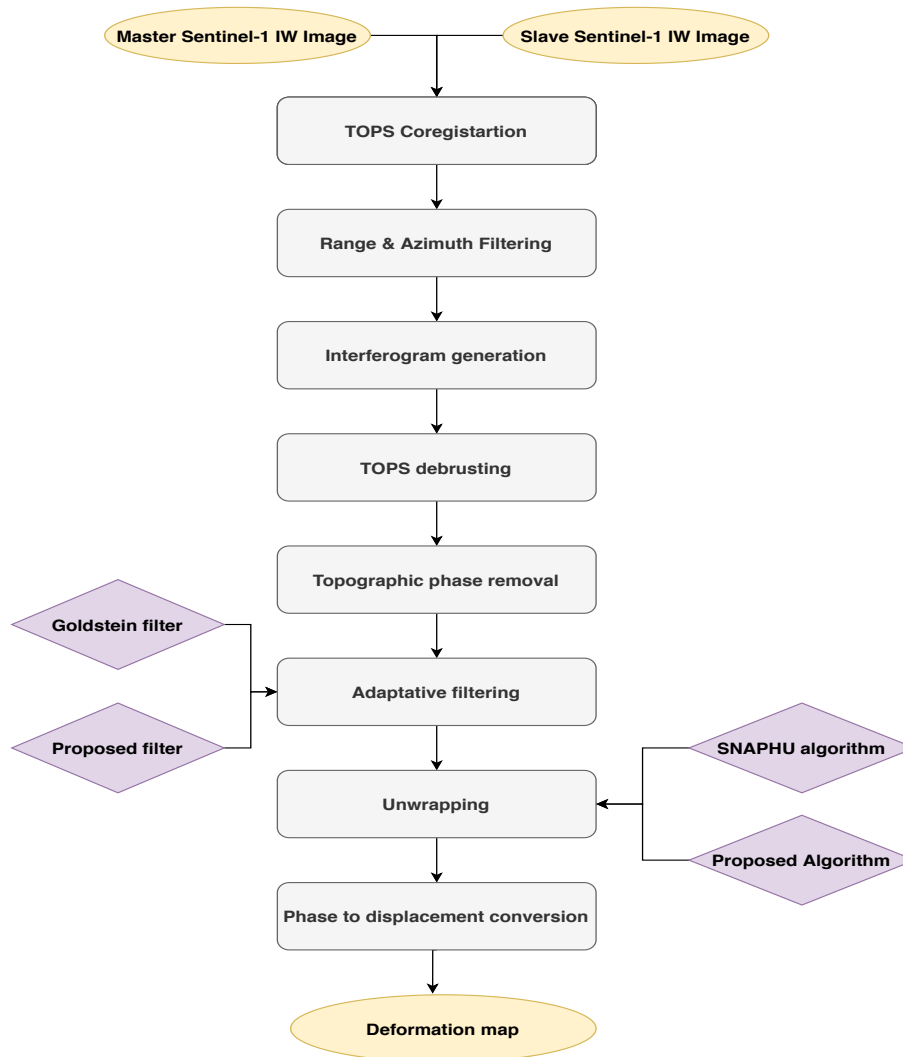 Master Sentinel-1 IW Image
Slave Sentinel-1 IW Image
TOPS Coregistartion
Range & Azimuth Filtering
Interferogram generation
TOPS debrusting
Topographic phase removal
Goldstein filter
Adaptative filtering
Proposed filter
SNAPHU algorithm
Unwrapping
Proposed Algorithm
Phase to displacement conversion
Deformation map